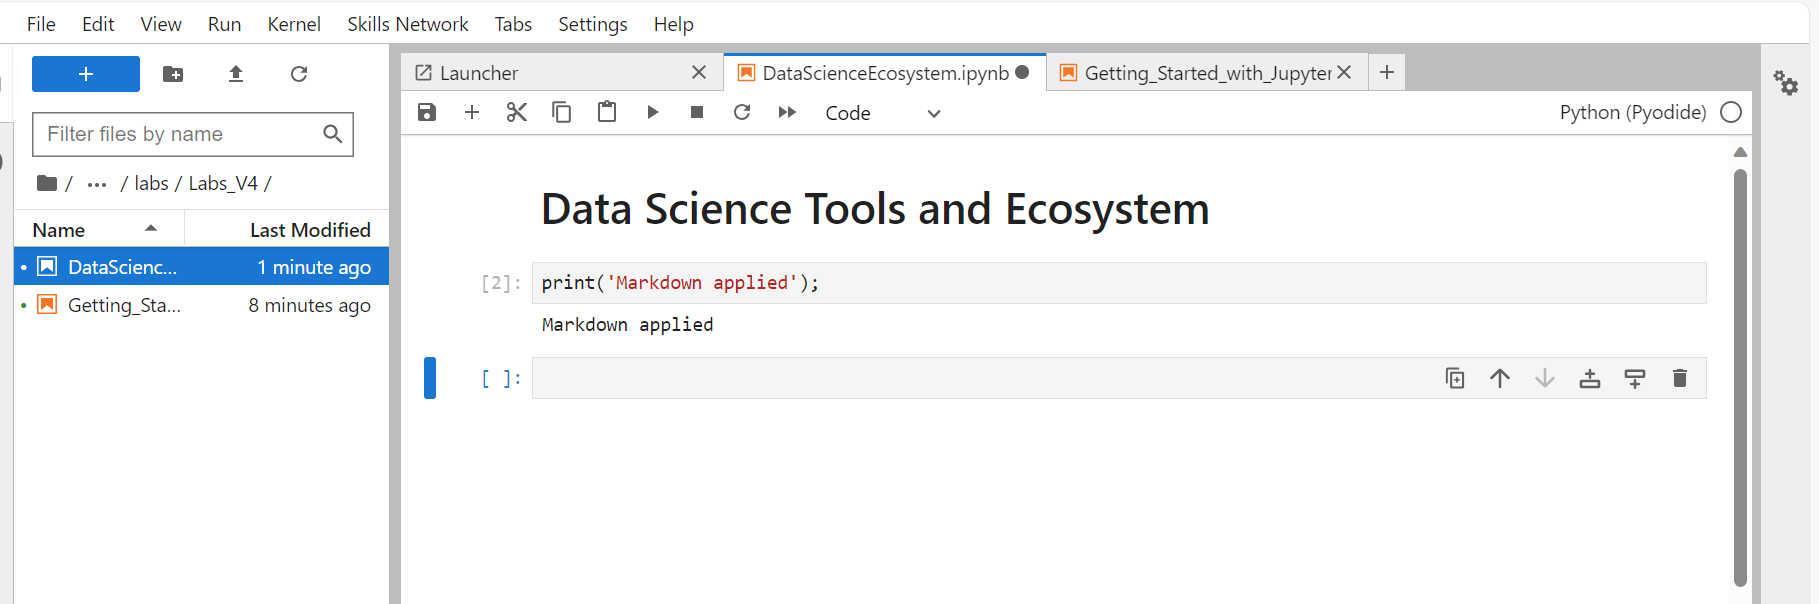 File Edit View Run Kernel Skills Network Tabs Settings Help
Filter files by name
/ ... / labs / Labs_V4 /
Name Last Modified
DataScienc... 1 minute ago
Getting_Sta... 8 minutes ago
Launcher DataScienceEcosystem.ipynb Getting_Started_with_Jupyter
Code Python (Pyodide)
Data Science Tools and Ecosystem
[2]: print('Markdown applied');
Markdown applied
[ ]: